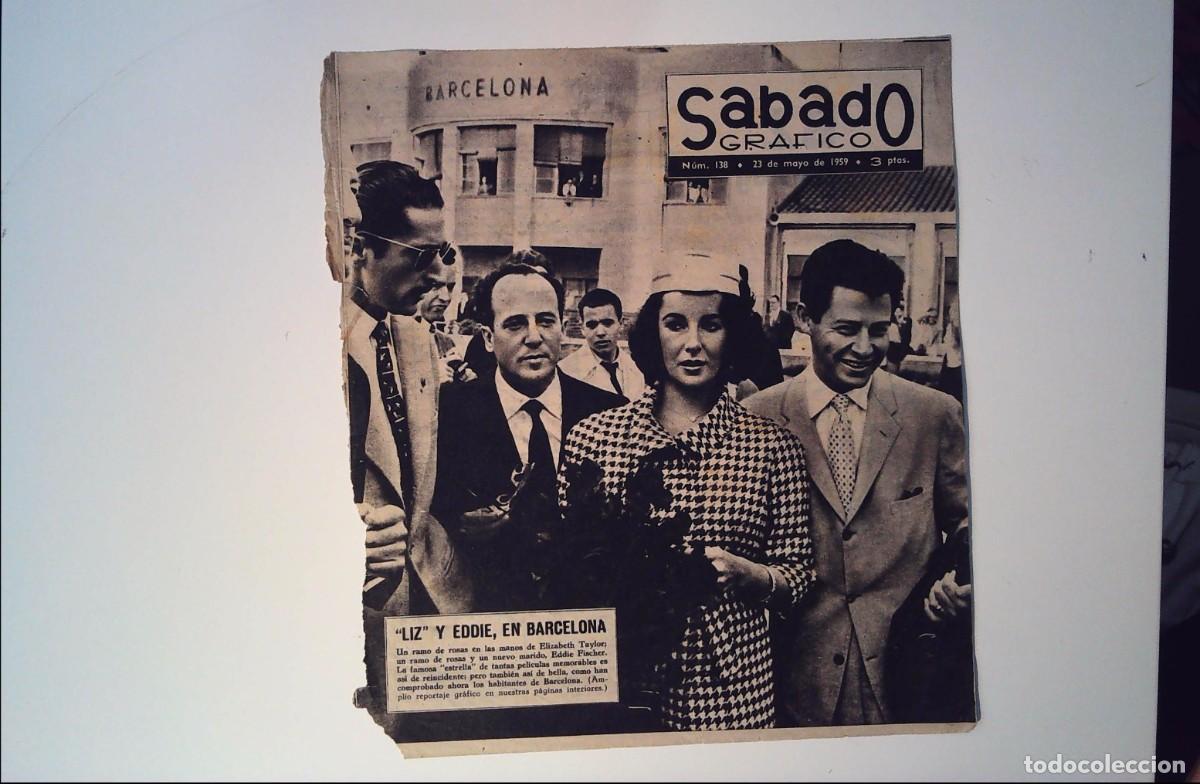 BARCELONA
Sabado
GRAFICO
Núm. 138 • 23 de mayo de 1959 • 3 ptas.
"LIZ" Y EDDIE, EN BARCELONA
Un ramo de rosas en las manos de Elizabeth Taylor;
un ramo de rosas y un nuevo marido, Eddie Fischer.
La famosa "estrella" de tantas películas memorables es
así de reincidente; pero también así de bella, como han
comprobado ahora los habitantes de Barcelona. (Am-
plio reportaje gráfico en nuestras páginas interiores.)
todocoleccion